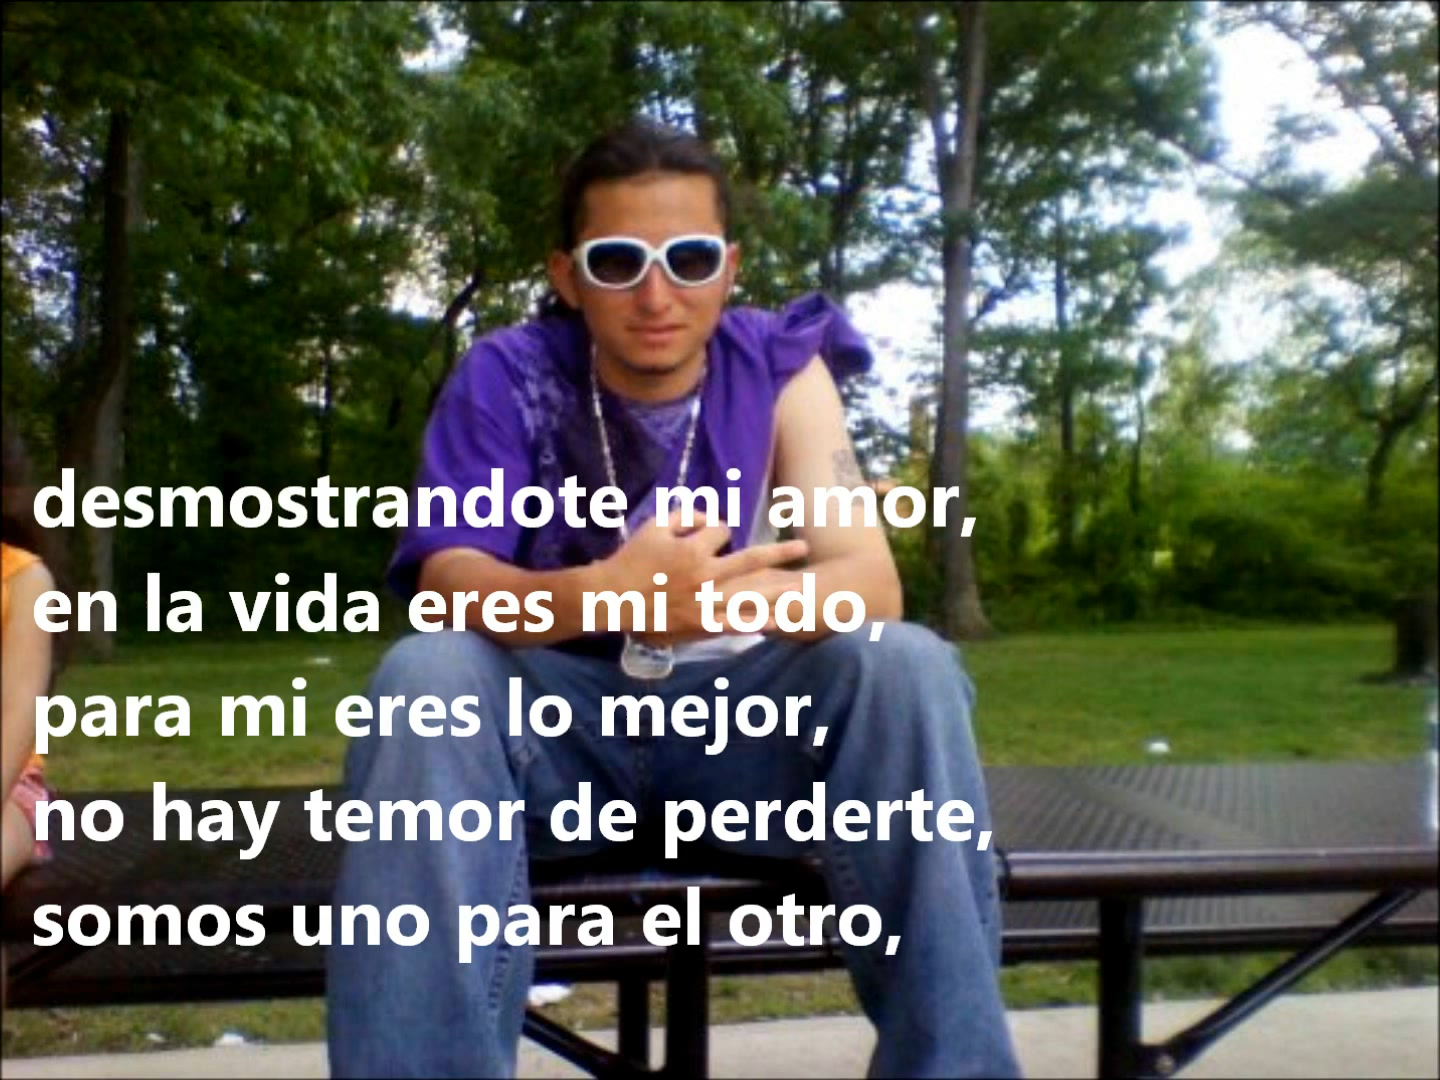 desmostrandote mi amor,
en la vida eres mi todo,
para mi eres lo mejor,
no hay temor de perderte,
somos uno para el otro,